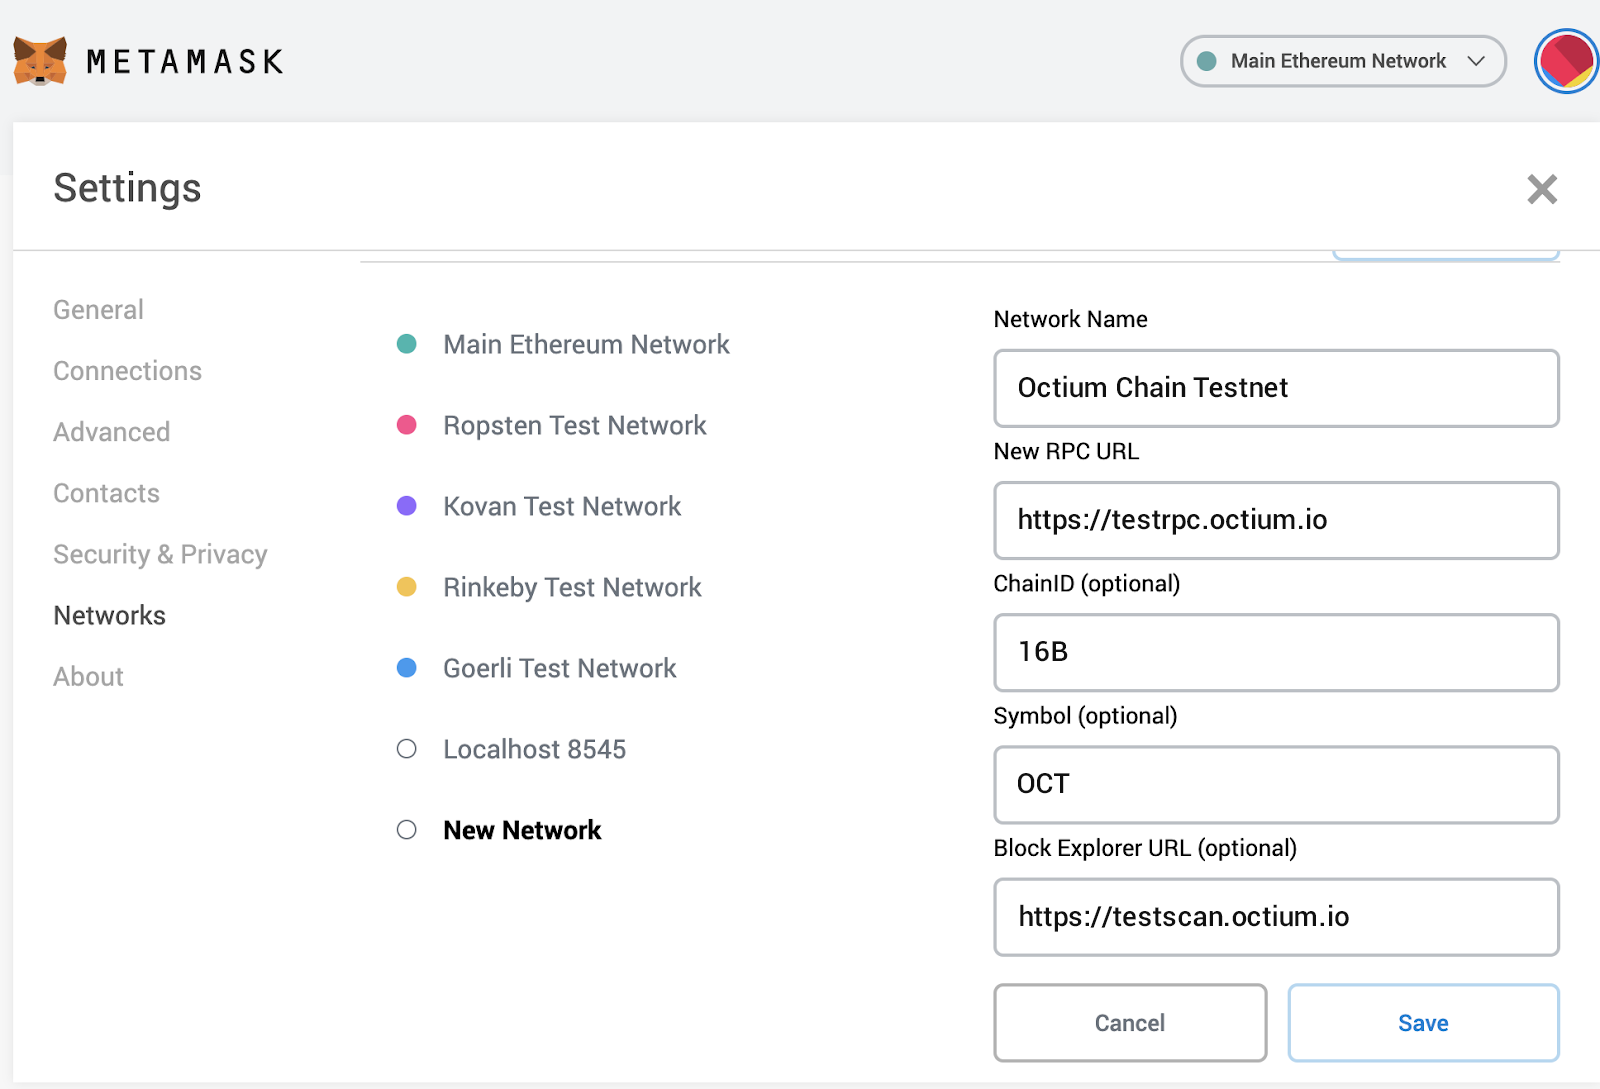 METAMASK
Main Ethereum Network
Settings
General
Connections
Advanced
Contacts
Security & Privacy
Networks
About
Main Ethereum Network
Ropsten Test Network
Kovan Test Network
Rinkeby Test Network
Goerli Test Network
Localhost 8545
New Network
Network Name
Octium Chain Testnet
New RPC URL
https://testrpc.octium.io
ChainID (optional)
16B
Symbol (optional)
OCT
Block Explorer URL (optional)
https://testscan.octium.io
Cancel
Save